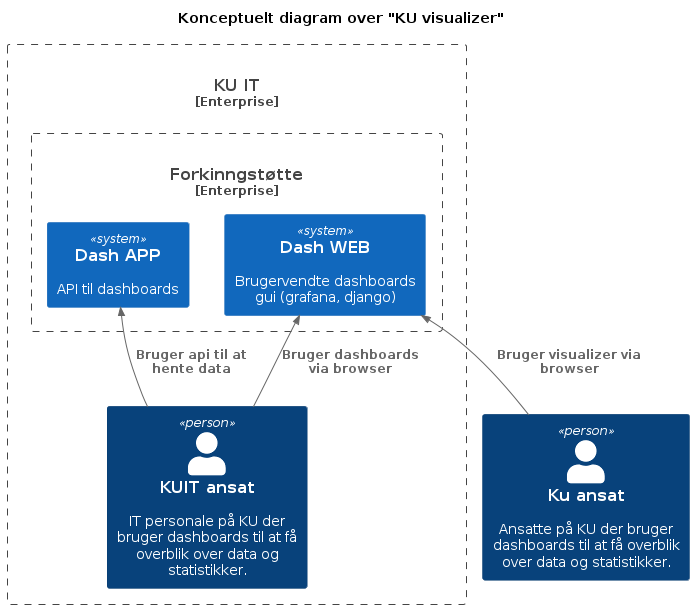 Konceptuelt diagram over "KU visualizer"
KU IT
[Enterprise]
Forkinngstøtte
[Enterprise]
«system»
Dash APP
API til dashboards
«system»
Dash WEB
Brugervendte dashboards
gui (grafana, django)
Bruger api til at
hente data
Bruger dashboards
via browser
Bruger visualizer via
browser
«person»
KUIT ansat
IT personale på KU der
bruger dashboards til at få
overblik over data og
statistikker.
«person»
Ku ansat
Ansatte på KU der bruger
dashboards til at få overblik
over data og statistikker.